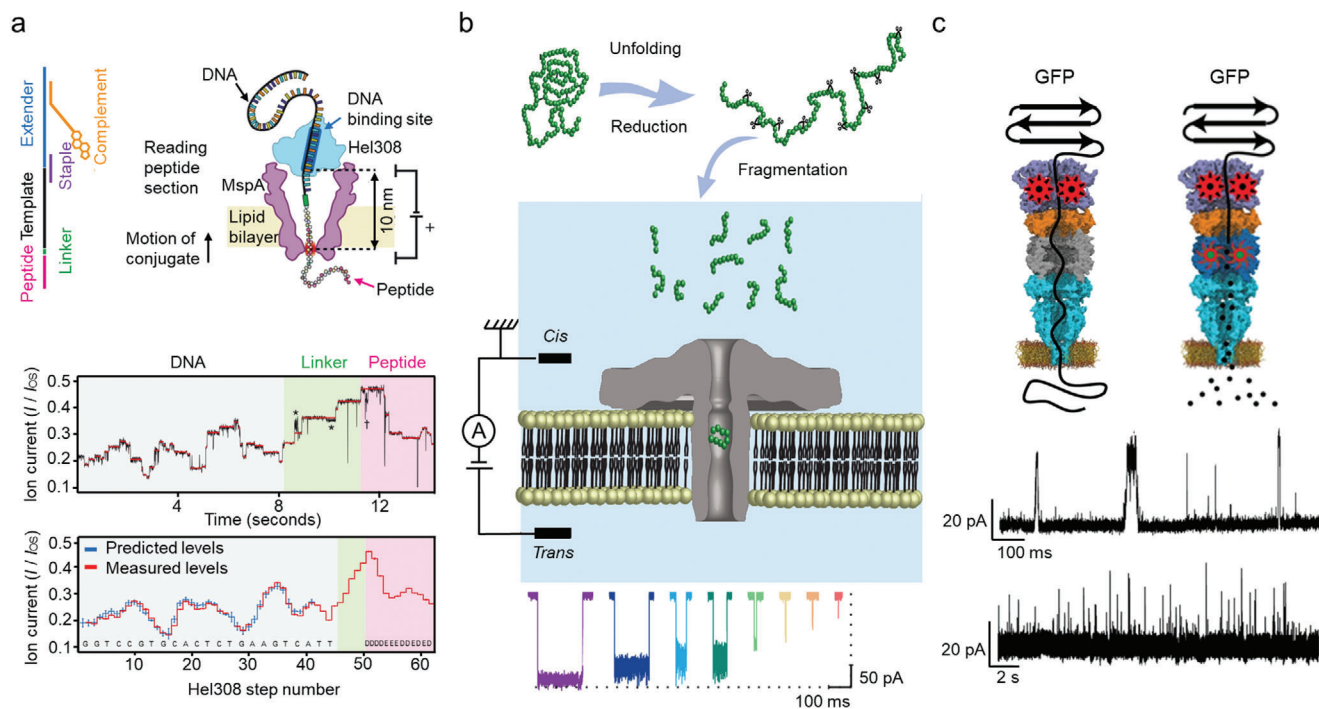 a
Extender
Complement
Staple
Template
Linker
Peptide
DNA
DNA
binding site
Hel308
Reading
peptide
section
MspA
Lipid
bilayer
10 nm
+
Motion of
conjugate
Peptide
DNA
Linker
Peptide
Ion current (I / IOS)
0.5
0.4
0.3
0.2
0.1
*
*
†
4
8
12
Time (seconds)
Ion current (I / IOS)
0.5
0.4
0.3
0.2
0.1
Predicted levels
Measured levels
G G T C C G T G C A C T C T G A A G T C A T T
DDDDEEEDDEDED
0 10 20 30 40 50 60
Hel308 step number
b
Unfolding
Reduction
Fragmentation
Cis
A
Trans
50 pA
100 ms
c
GFP
GFP
20 pA
100 ms
20 pA
2 s